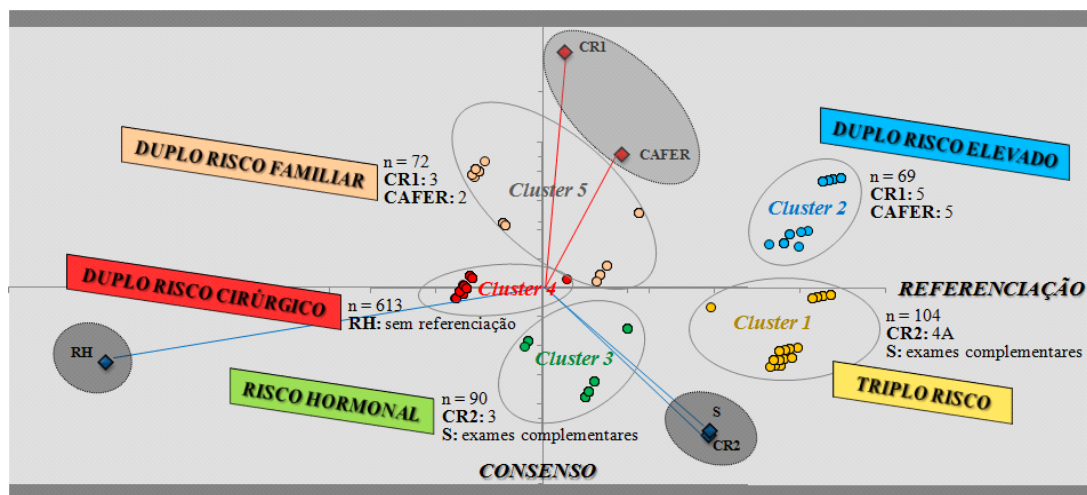 CR1
DUPLO RISCO FAMILIAR
n = 72
CR1: 3
CAFER: 2
CAFER
Cluster 5
DUPLO RISCO ELEVADO
n = 69
CR1: 5
CAFER: 5
Cluster 2
DUPLO RISCO CIRÚRGICO
n = 613
RH: sem referenciação
Cluster 4
REFERENCIAÇÃO
Cluster 1
n = 104
CR2: 4A
S: exames complementares
RH
Cluster 3
RISCO HORMONAL
n = 90
CR2: 3
S: exames complementares
TRIPLO RISCO
S
CR2
CONSENSO